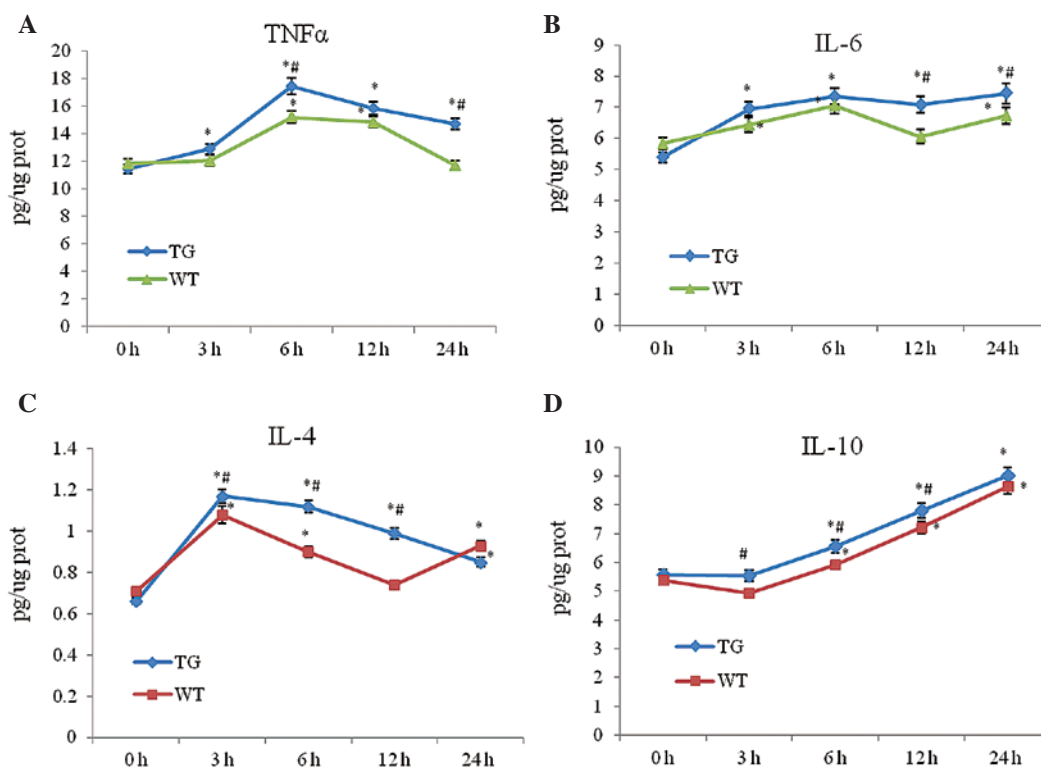 A
TNFα
pg/ug prot
20
18
16
14
12
10
8
6
4
2
0
*
*#
*
*
*
*#
TG
WT
0 h
3 h
6 h
12 h
24 h
B
IL-6
pg/ug prot
9
8
7
6
5
4
3
2
1
0
*
*
*
*
*#
*#
*
TG
WT
0 h
3 h
6 h
12 h
24 h
C
IL-4
pg/ug prot
1.4
1.2
1
0.8
0.6
0.4
0.2
0
*#
*
*#
*
*#
*
*
TG
WT
0 h
3 h
6 h
12 h
24 h
D
IL-10
pg/ug prot
10
9
8
7
6
5
4
3
2
1
0
#
*#
*
*#
*
*
*
TG
WT
0 h
3 h
6 h
12 h
24 h